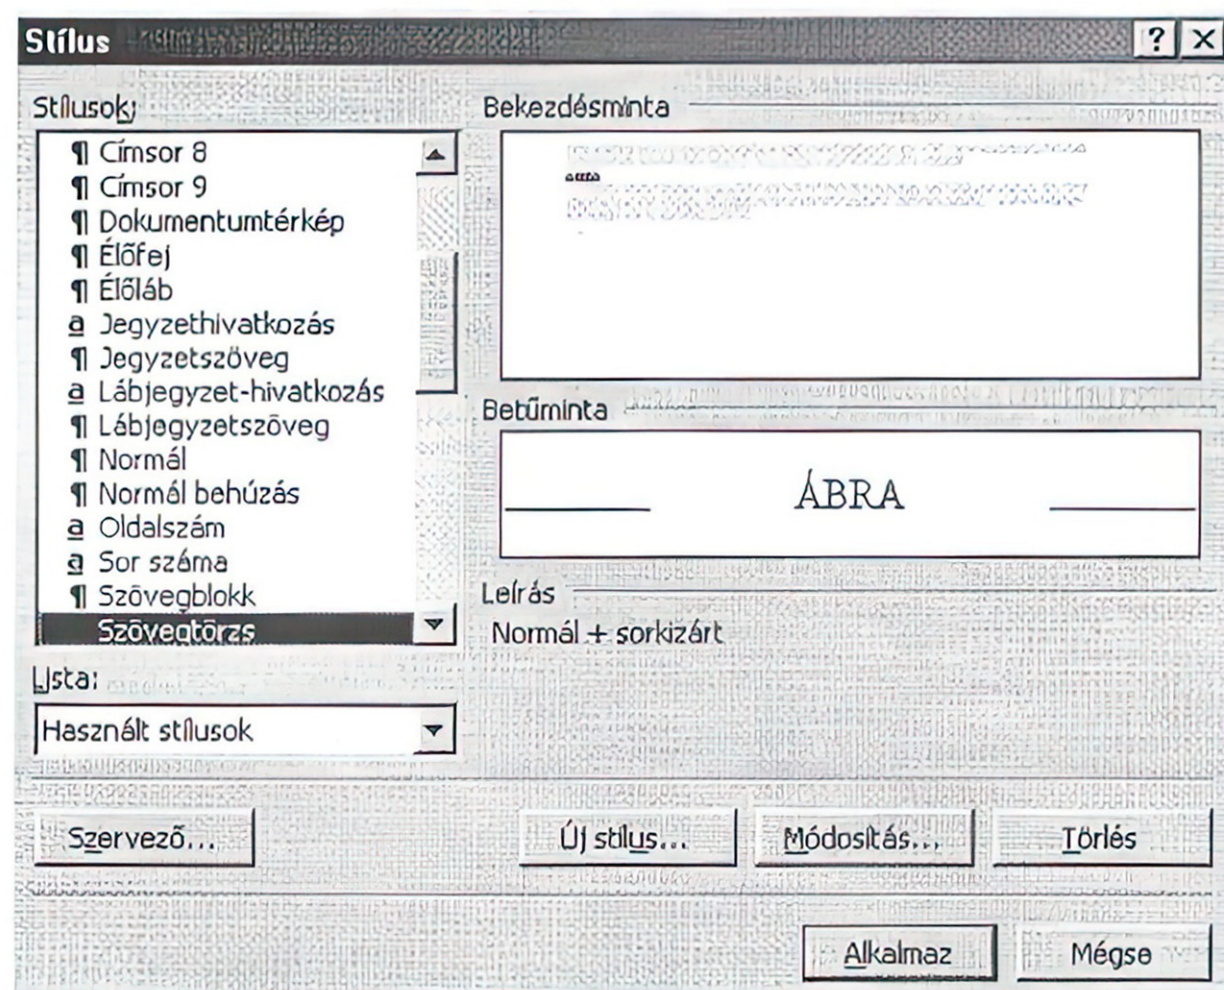 Stílus
Stílusok:
¶ Címsor 8
¶ Címsor 9
¶ Dokumentumtérkép
¶ Élőfej
¶ Élőláb
a Jegyzethivatkozás
¶ Jegyzetszöveg
a Lábjegyzet-hivatkozás
¶ Lábjegyzetszöveg
¶ Normál
¶ Normál behúzás
a Oldalszám
a Sor száma
¶ Szövegblokk
Szövegtörzs
Lista:
Használt stílusok
Bekezdésminta
Betűminta
ÁBRA
Leírás
Normál + sorkizárt
Szervező...
Új stílus...
Módosítás...
Törlés
Alkalmaz
Mégse